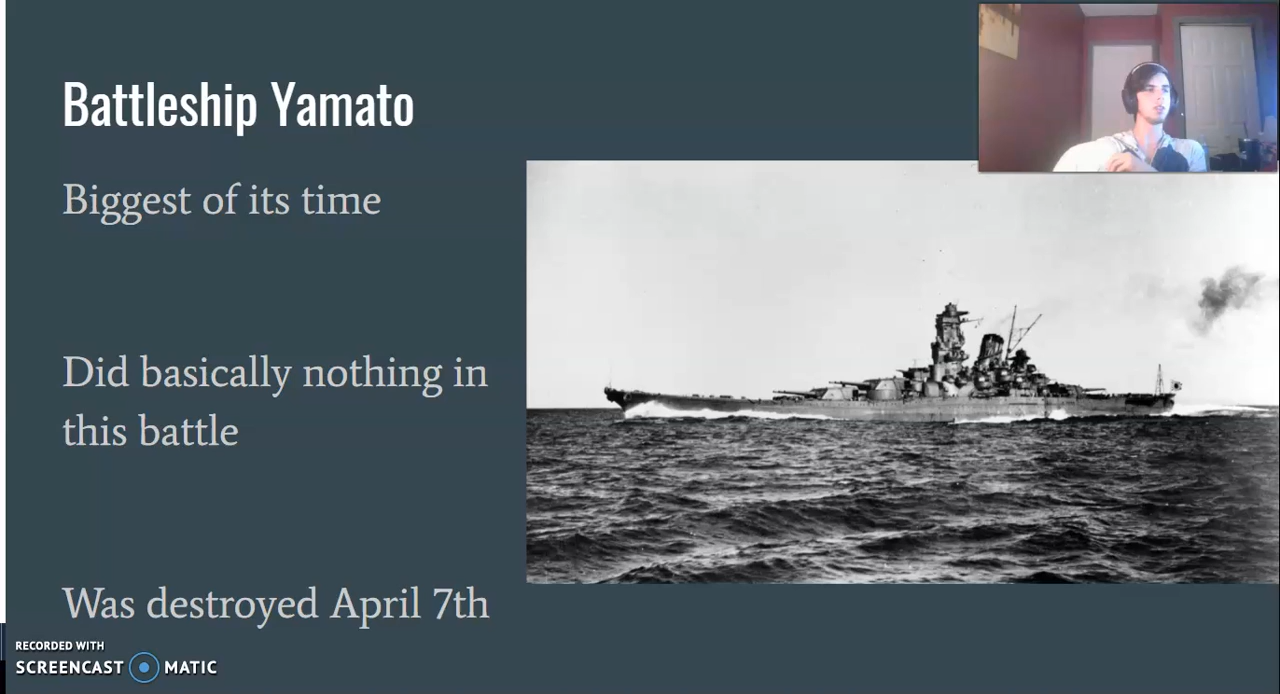 Battleship Yamato
Biggest of its time
Did basically nothing in
this battle
Was destroyed April 7th
RECORDED WITH
SCREENCAST MATIC